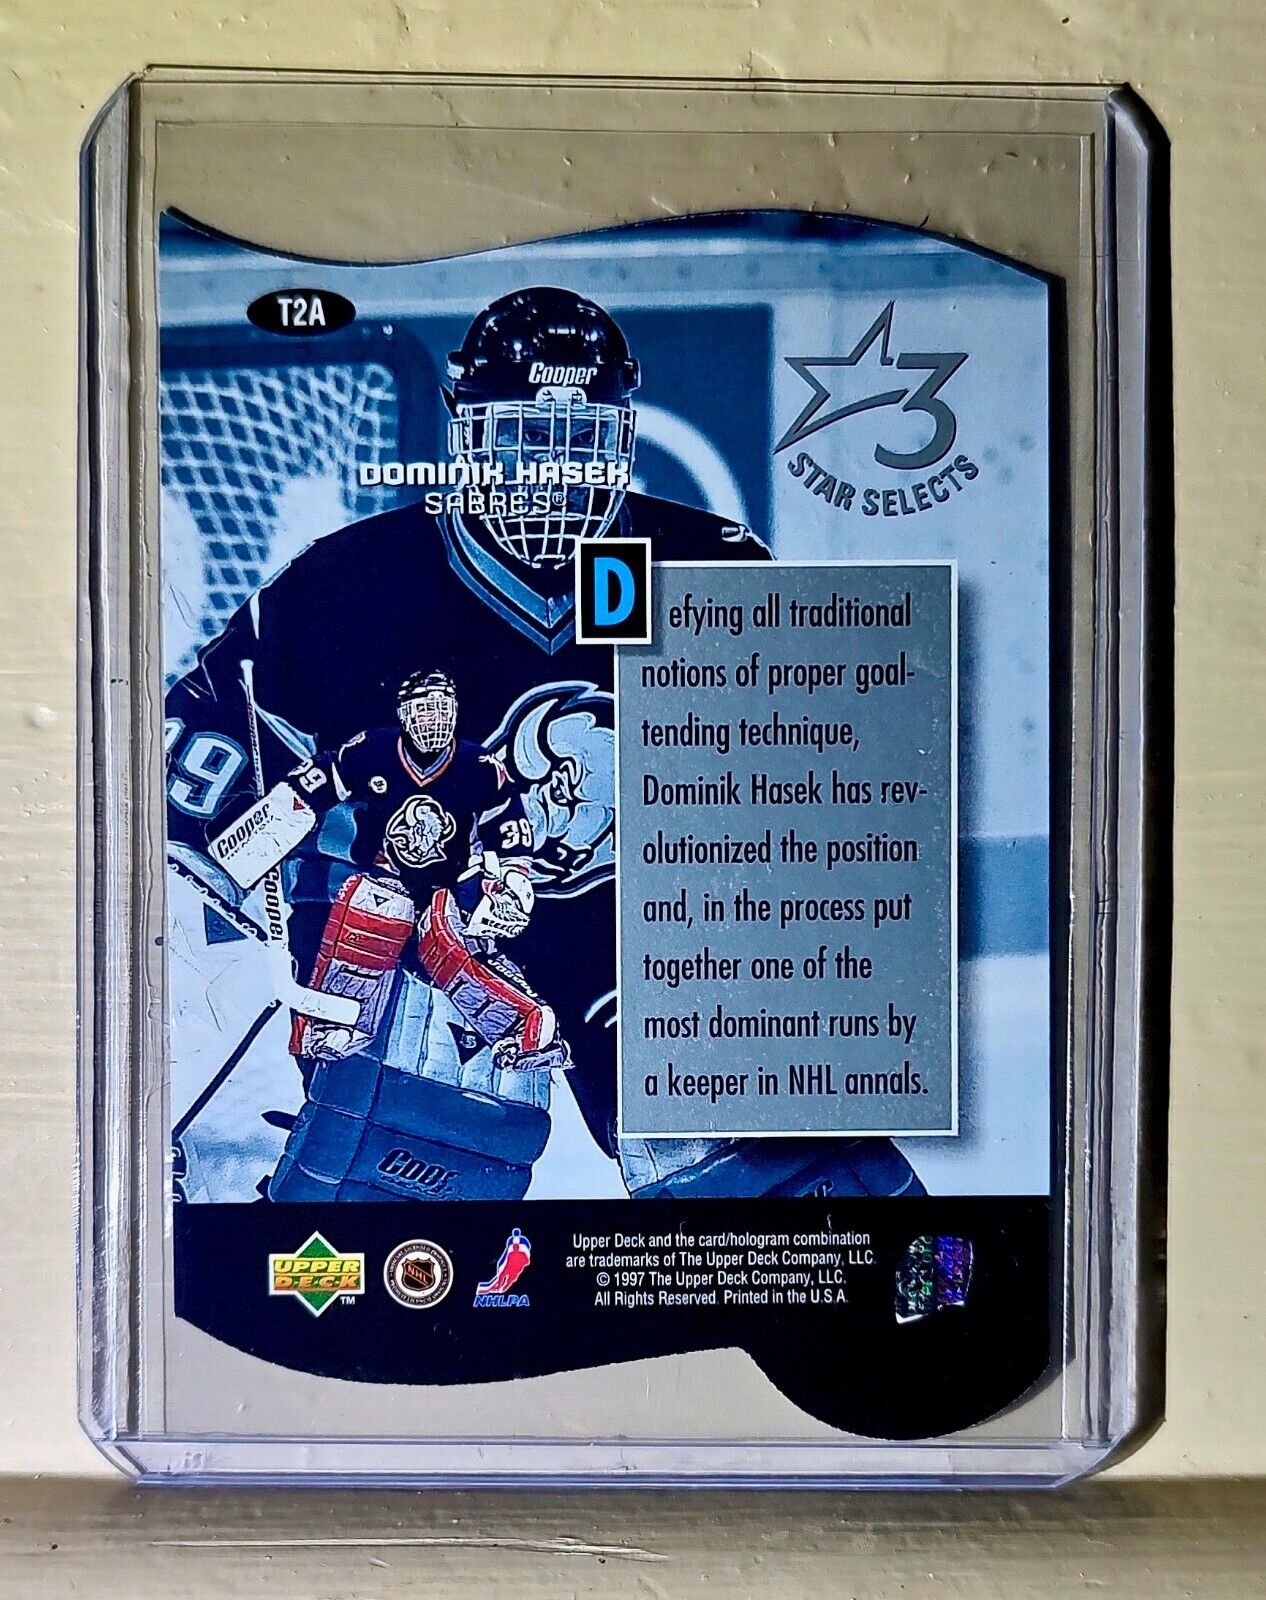 T2A
3
STAR SELECTS
Cooper
DOMINIK HASEK
SABRES®
D efying all traditional
notions of proper goal-
tending technique,
Dominik Hasek has rev-
olutionized the position
and, in the process put
together one of the
most dominant runs by
a keeper in NHL annals.
39
Cooper
39
Cooper
UPPER
DECK
TM
NHL
NHLPA
Upper Deck and the card/hologram combination
are trademarks of The Upper Deck Company, LLC.
© 1997 The Upper Deck Company, LLC.
All Rights Reserved. Printed in the U.S.A.